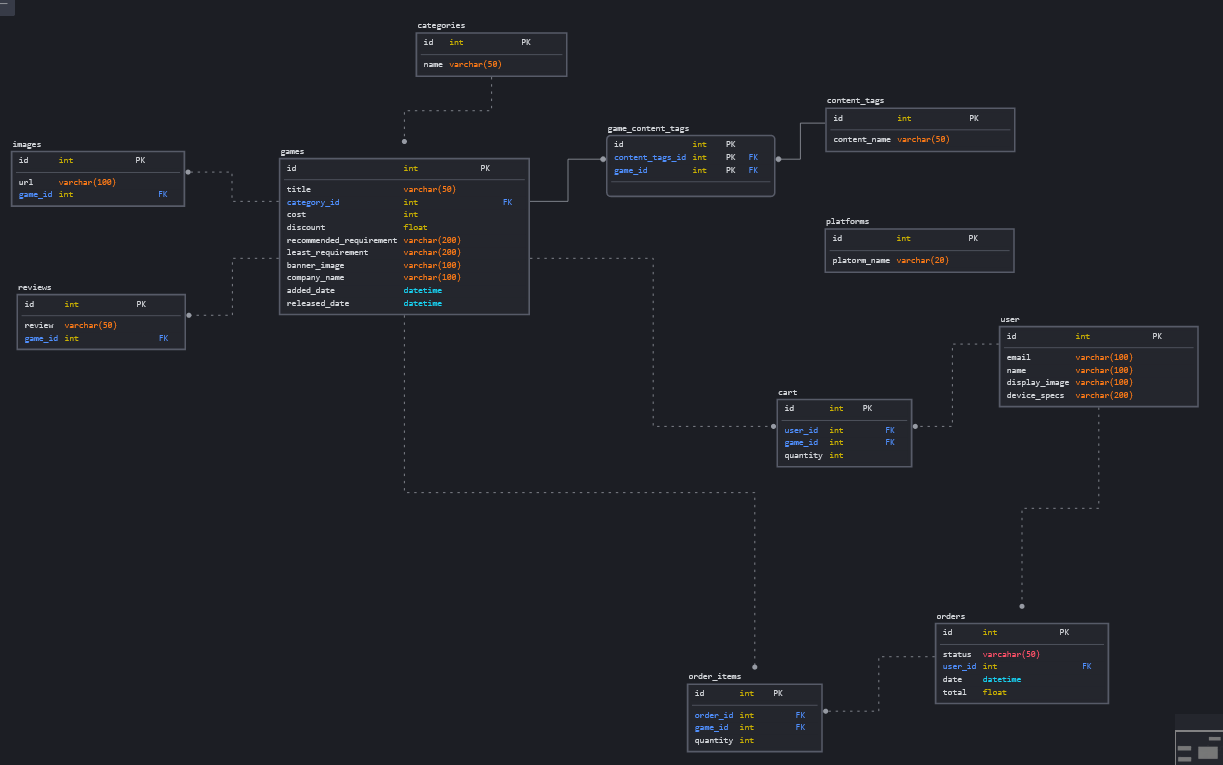 categories
id int PK
name varchar(50)
content_tags
id int PK
content_name varchar(50)
game_content_tags
id int PK
content_tags_id int PK FK
game_id int PK FK
images
id int PK
url varchar(100)
game_id int FK
games
id int PK
title varchar(50)
category_id int FK
cost int
discount float
recommended_requirement varchar(200)
least_requirement varchar(200)
banner_image varchar(100)
company_name varchar(100)
added_date datetime
released_date datetime
platforms
id int PK
platorm_name varchar(20)
reviews
id int PK
review varchar(50)
game_id int FK
user
id int PK
email varchar(100)
name varchar(100)
display_image varchar(100)
device_specs varchar(200)
cart
id int PK
user_id int FK
game_id int FK
quantity int
orders
id int PK
status varcahar(50)
user_id int FK
date datetime
total float
order_items
id int PK
order_id int FK
game_id int FK
quantity int